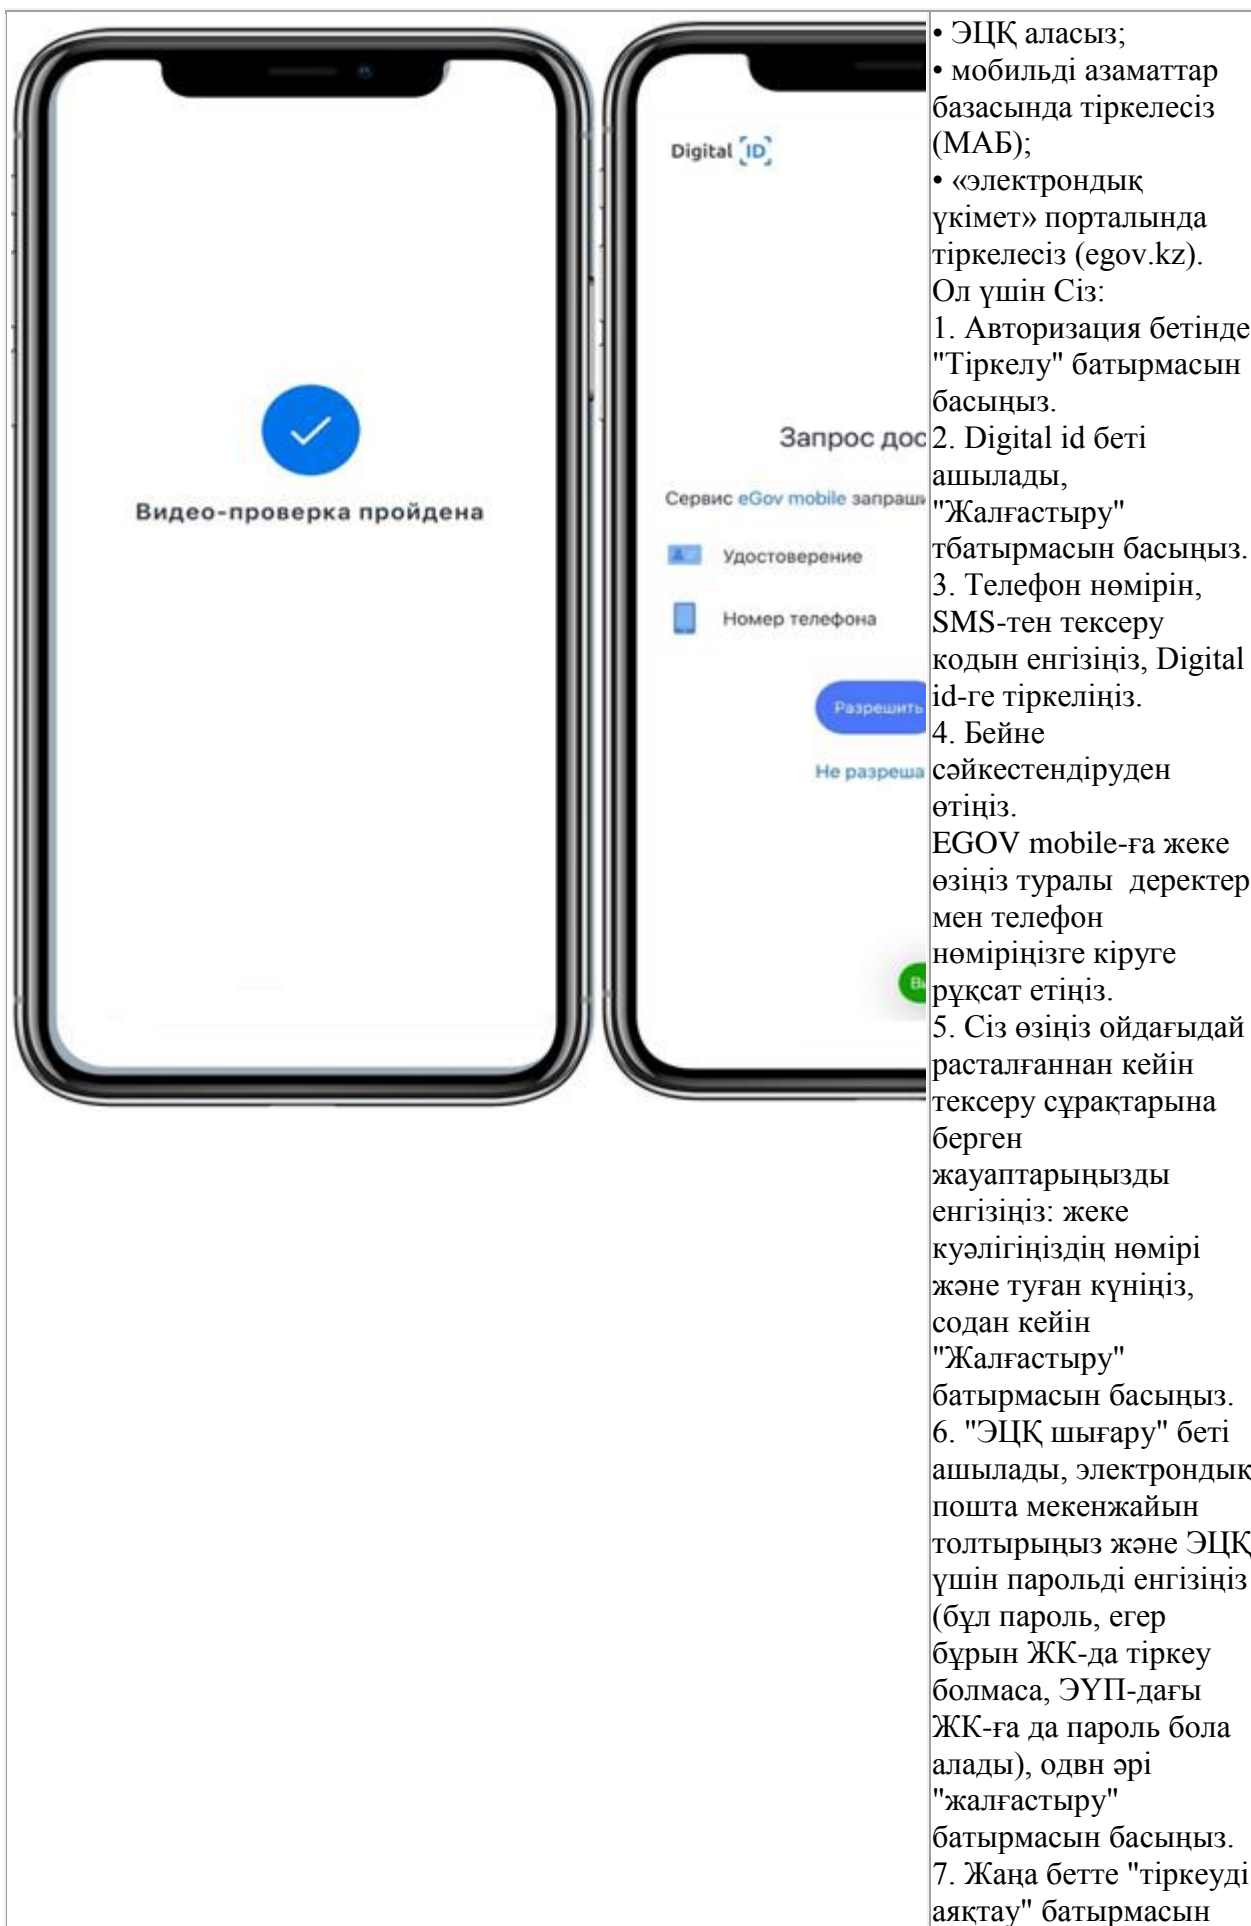 Видео-проверка пройдена
Digital ID
Запрос дос
Сервис eGov mobile запраши
Удостоверение
Номер телефона
Разрешить
Не разреша
• ЭЦҚ аласыз;
• мобильді азаматтар
базасында тіркелесіз
(МАБ);
• «электрондық
үкімет» порталында
тіркелесіз (egov.kz).
Ол үшін Сіз:
1. Авторизация бетінде
"Тіркелу" батырмасын
басыңыз.
2. Digital id беті
ашылады,
"Жалғастыру"
тбатырмасын басыңыз.
3. Телефон нөмірін,
SMS-тен тексеру
кодын енгізіңіз, Digital
id-ге тіркеліңіз.
4. Бейне
сәйкестендіруден
өтіңіз.
EGOV mobile-ға жеке
өзіңіз туралы  деректер
мен телефон
нөміріңізге кіруге
рұқсат етіңіз.
5. Сіз өзіңіз ойдағыдай
расталғаннан кейін
тексеру сұрақтарына
берген
жауаптарыңызды
енгізіңіз: жеке
куәлігіңіздің нөмірі
және туған күніңіз,
содан кейін
"Жалғастыру"
батырмасын басыңыз.
6. "ЭЦҚ шығару" беті
ашылады, электрондық
пошта мекенжайын
толтырыңыз және ЭЦҚ
үшін парольді енгізіңіз
(бұл пароль, егер
бұрын ЖК-да тіркеу
болмаса, ЭҮП-дағы
ЖК-ға да пароль бола
алады), одвн әрі
"жалғастыру"
батырмасын басыңыз.
7. Жаңа бетте "тіркеуді
аяқтау" батырмасын